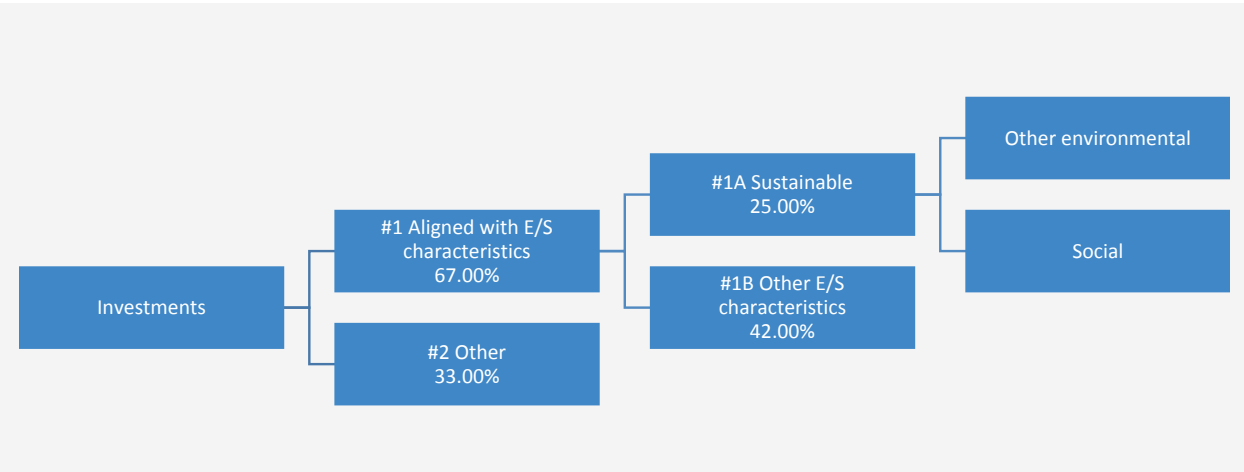 Investments
#1 Aligned with E/S
characteristics
67.00%
#2 Other
33.00%
#1A Sustainable
25.00%
#1B Other E/S
characteristics
42.00%
Other environmental
Social